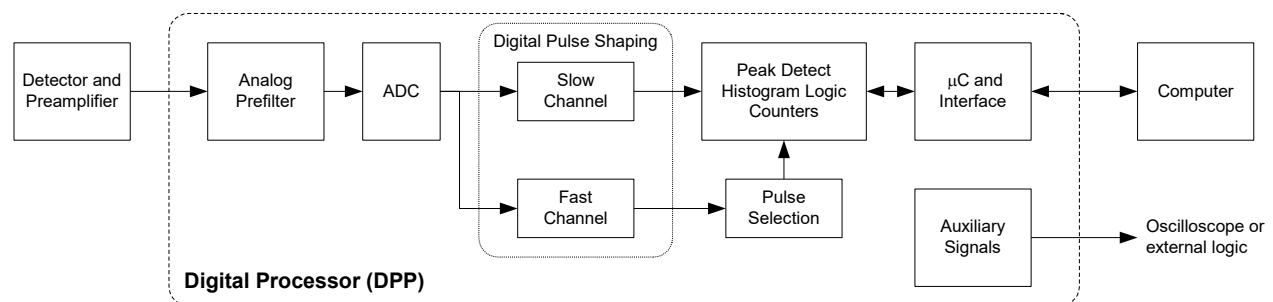 Digital Pulse Shaping
Detector and
Preamplifier
Analog
Prefilter
ADC
Slow
Channel
Peak Detect
Histogram Logic
Counters
μC and
Interface
Computer
Fast
Channel
Pulse
Selection
Auxiliary
Signals
Oscilloscope or
external logic
Digital Processor (DPP)